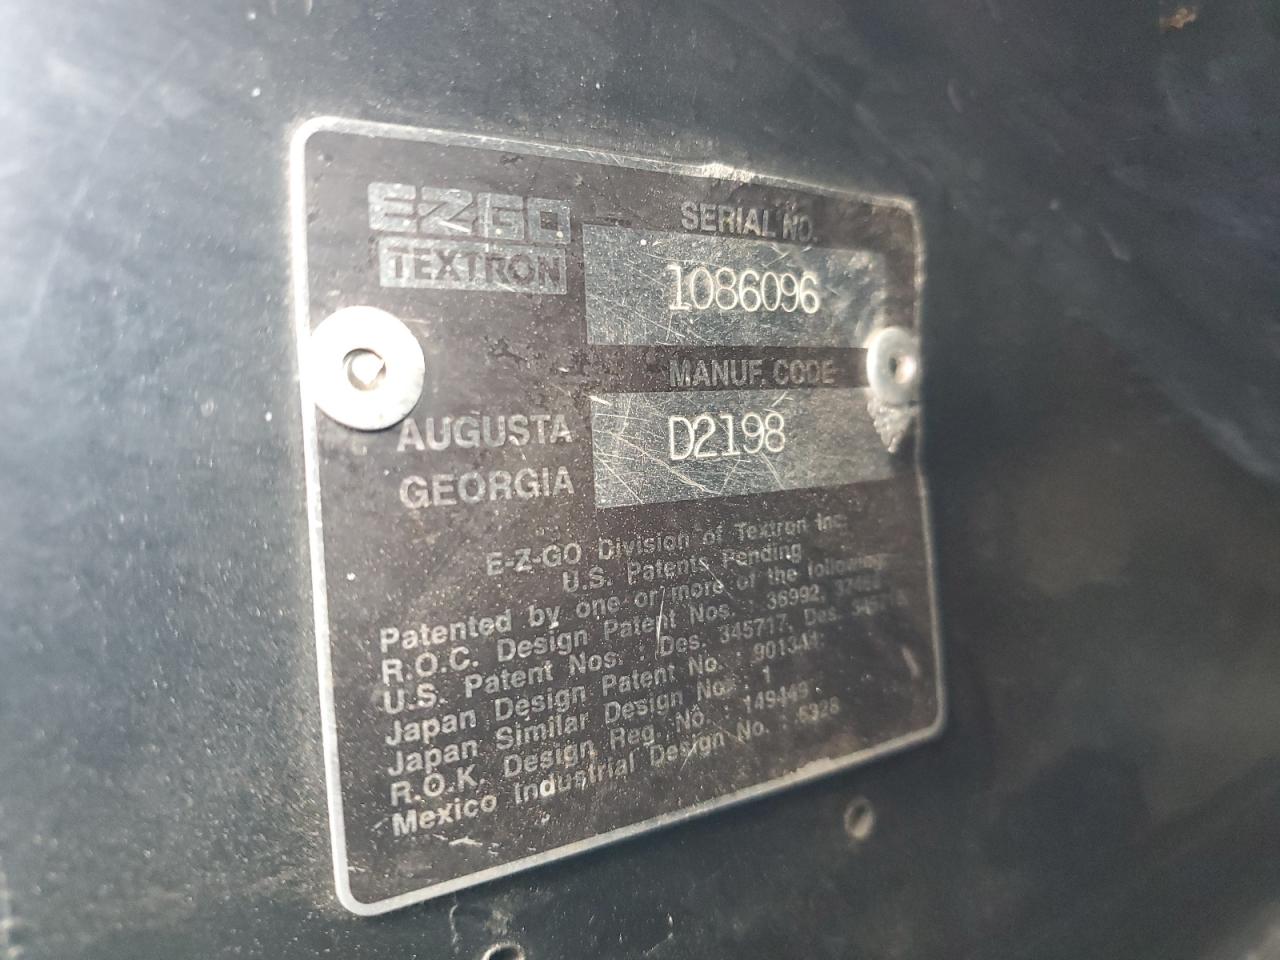 EZGO
TEXTRON
SERIAL NO.
1086096
MANUF. CODE
D2198
AUGUSTA
GEORGIA
E-Z-GO Division of Textron Inc.
U.S. Patents Pending
Patented by one or more of the following:
R.O.C. Design Patent Nos. : 36992,
U.S. Patent Nos. : Des. 345717, Des.
Japan Design Patent No. : 901341;
Japan Similar Design No. : 1
R.O.K. Design Reg. No. : 149449
Mexico Industrial Design No. : 6328